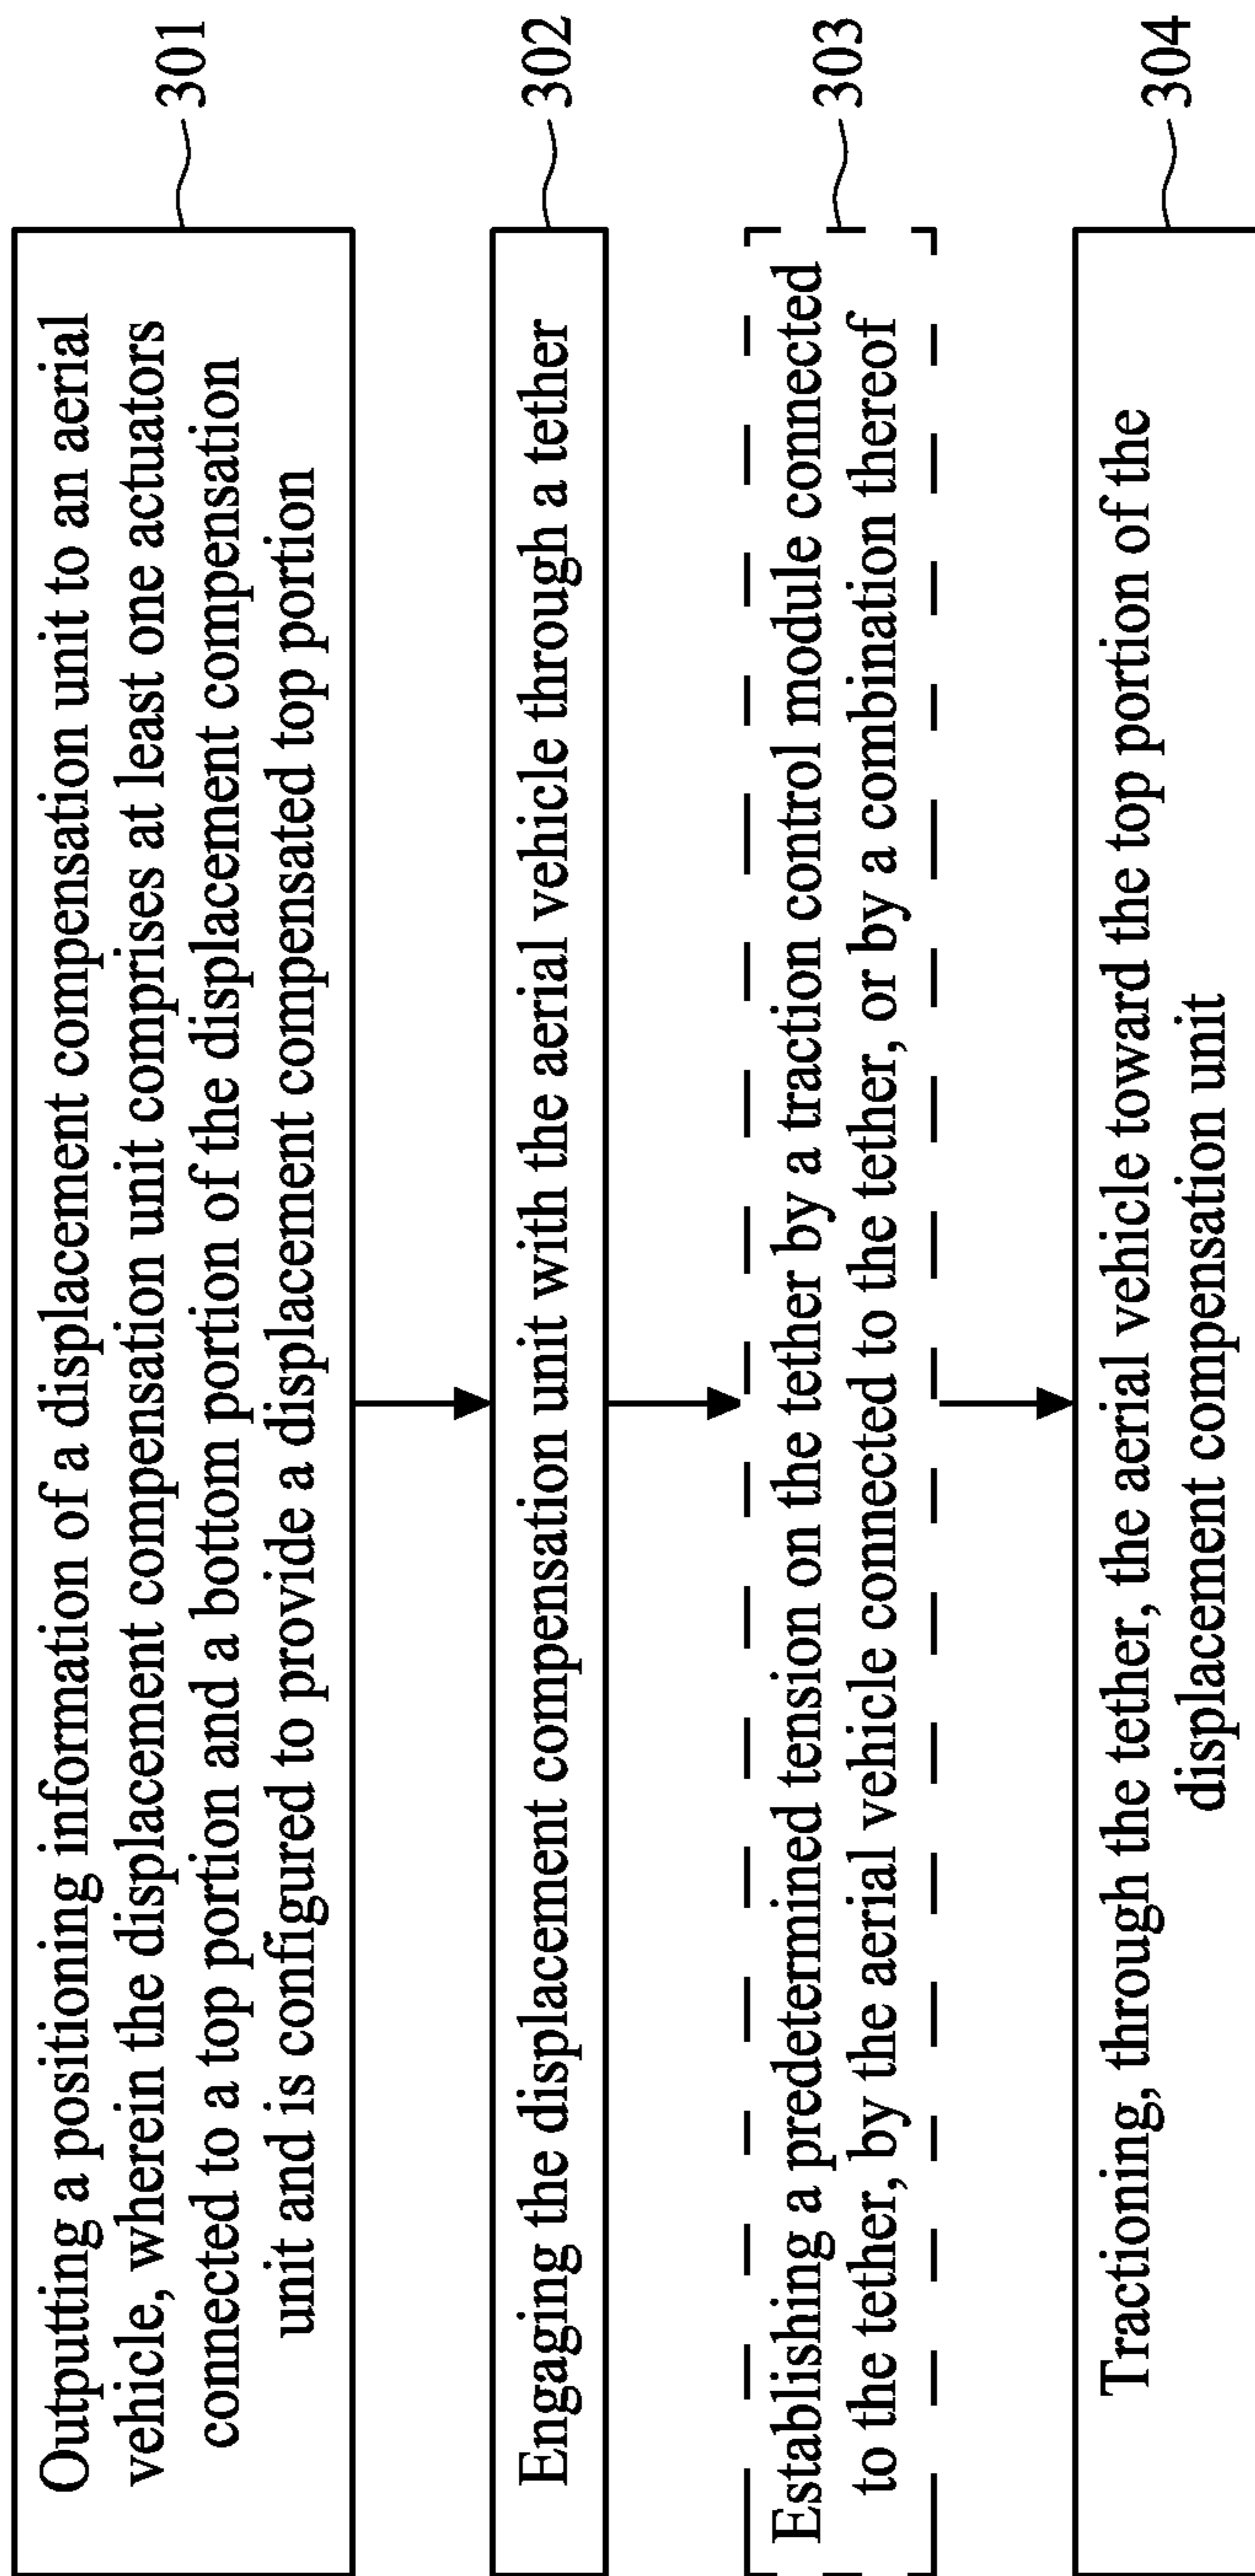 Outputting a positioning information of a displacement compensation unit to an aerial
vehicle, wherein the displacement compensation unit comprises at least one actuators
connected to a top portion and a bottom portion of the displacement compensation
unit and is configured to provide a displacement compensated top portion
301
Engaging the displacement compensation unit with the aerial vehicle through a tether
302
Establishing a predetermined tension on the tether by a traction control module connected
to the tether, by the aerial vehicle connected to the tether, or by a combination thereof
303
Tractioning, through the tether, the aerial vehicle toward the top portion of the
displacement compensation unit
304